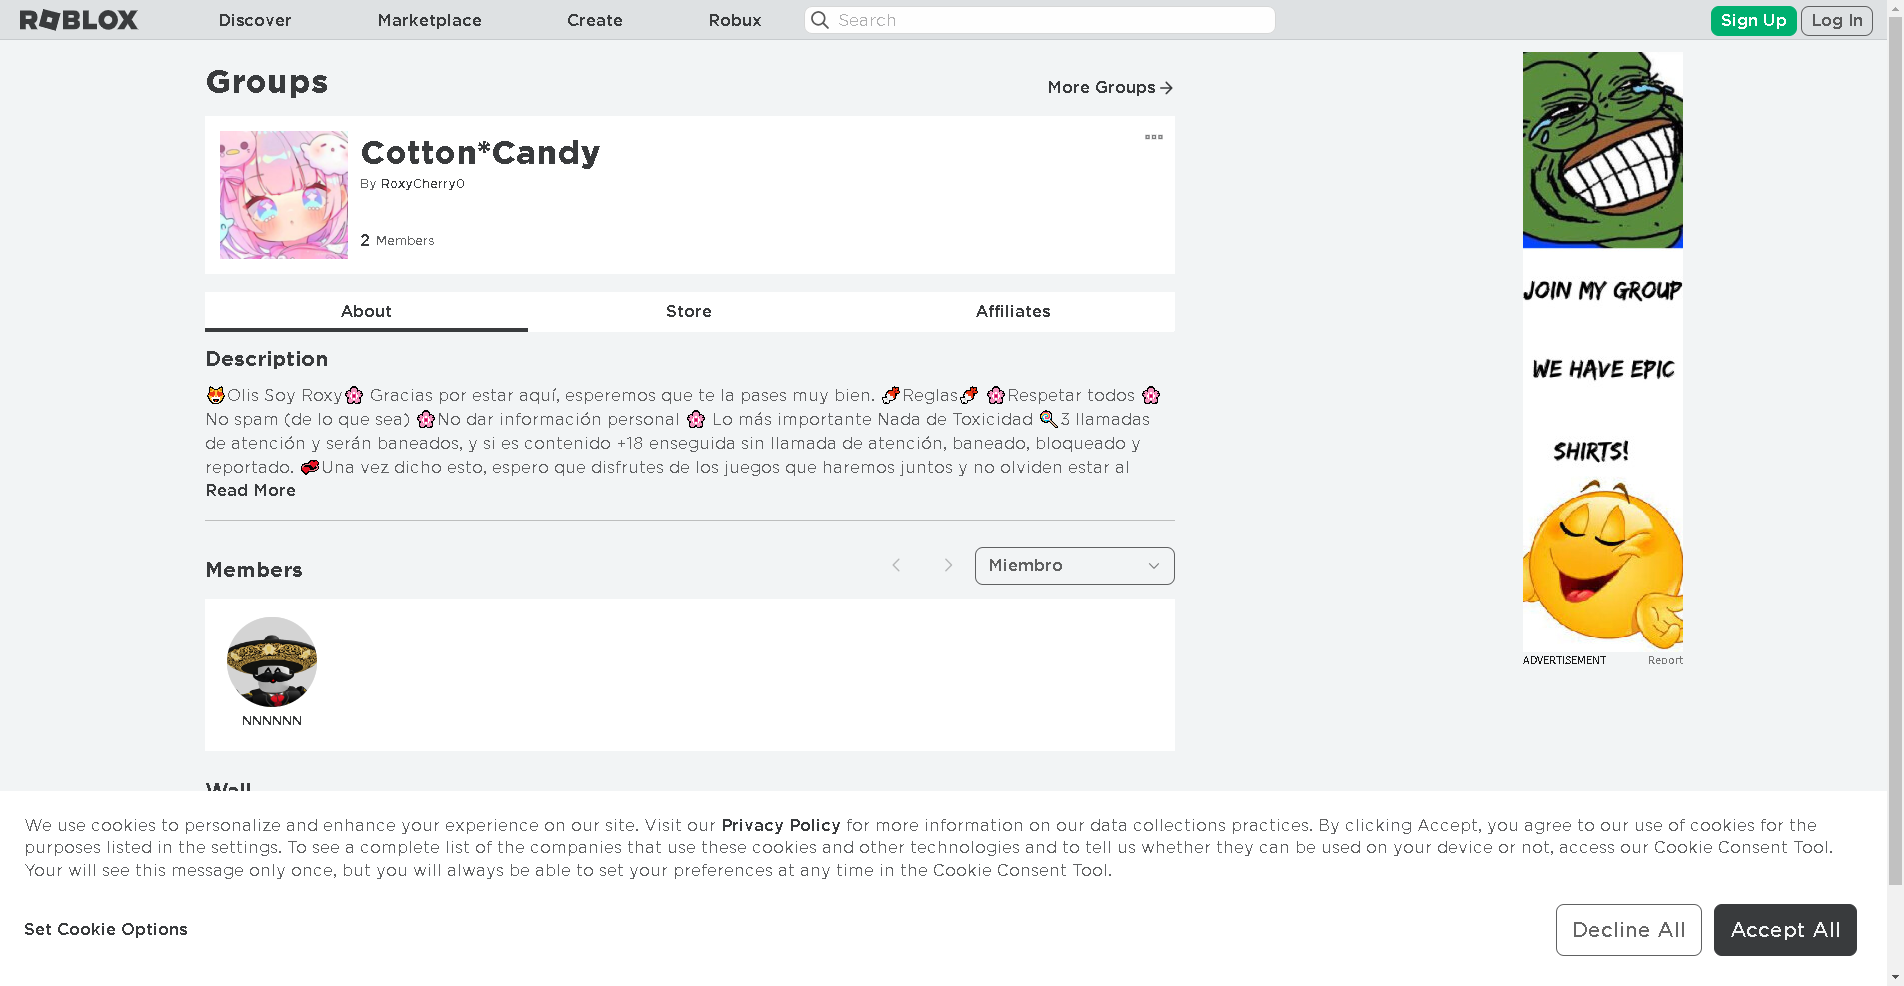 ROBLOX Discover Marketplace Create Robux Search Sign Up Log In
Groups
More Groups
Cotton*Candy
By RoxyCherry0
2 Members
About Store Affiliates
Description
😻Olis Soy Roxy🌸 Gracias por estar aquí, esperemos que te la pases muy bien. 🍬Reglas🍬 🌸Respetar todos 🌸
No spam (de lo que sea) 🌸No dar información personal 🌸 Lo más importante Nada de Toxicidad 🍭3 llamadas
de atención y serán baneados, y si es contenido +18 enseguida sin llamada de atención, baneado, bloqueado y
reportado. Una vez dicho esto, espero que disfrutes de los juegos que haremos juntos y no olviden estar al
Read More
Members
Miembro
NNNNNN
Wall
JOIN MY GROUP
WE HAVE EPIC
SHIRTS!
ADVERTISEMENT Report
We use cookies to personalize and enhance your experience on our site. Visit our Privacy Policy for more information on our data collections practices. By clicking Accept, you agree to our use of cookies for the
purposes listed in the settings. To see a complete list of the companies that use these cookies and other technologies and to tell us whether they can be used on your device or not, access our Cookie Consent Tool.
Your will see this message only once, but you will always be able to set your preferences at any time in the Cookie Consent Tool.
Set Cookie Options
Decline All
Accept All